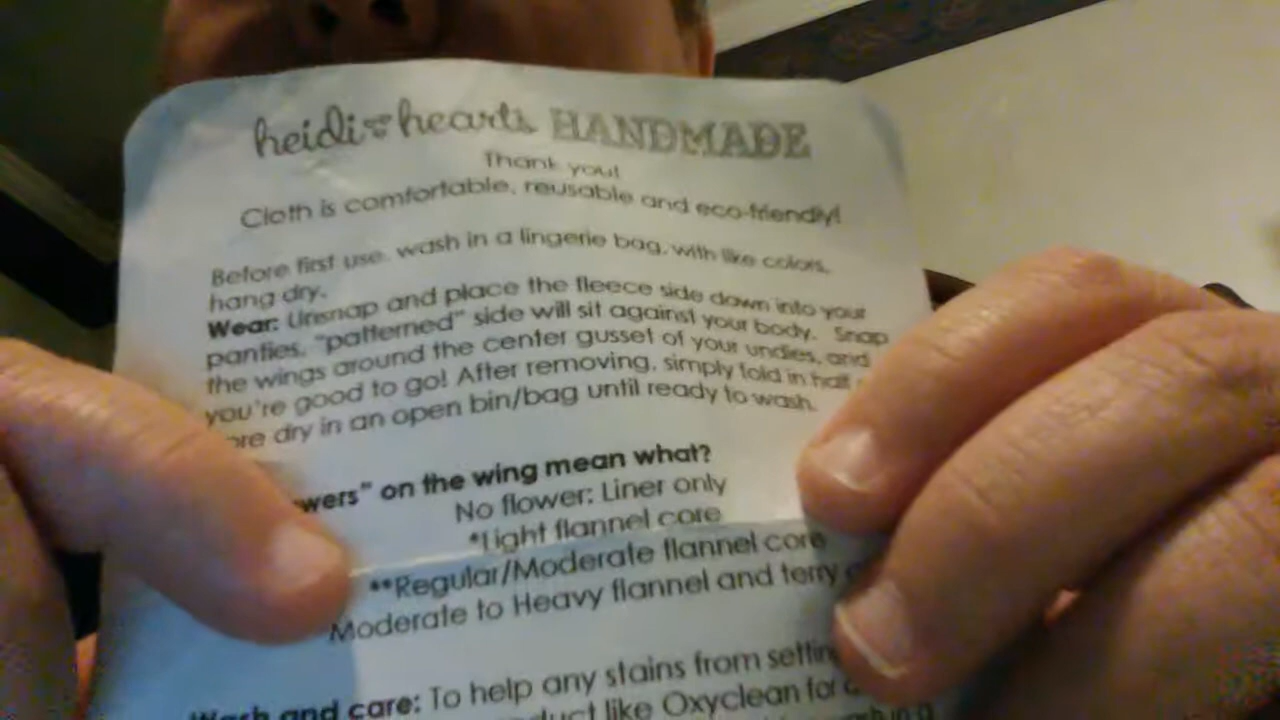 heidi hearts HANDMADE
Thank you!
Cloth is comfortable, reusable and eco-friendly!
Before first use, wash in a lingerie bag, with like colors,
hang dry.
Wear: Unsnap and place the fleece side down into your
panties, "patterned" side will sit against your body. Snap
the wings around the center gusset of your undies, and
you're good to go! After removing, simply fold in half
ore dry in an open bin/bag until ready to wash.
wers" on the wing mean what?
No flower: Liner only
*Light flannel core
**Regular/Moderate flannel core
Moderate to Heavy flannel and terry
Wash and care: To help any stains from settin
duct like Oxyclean for